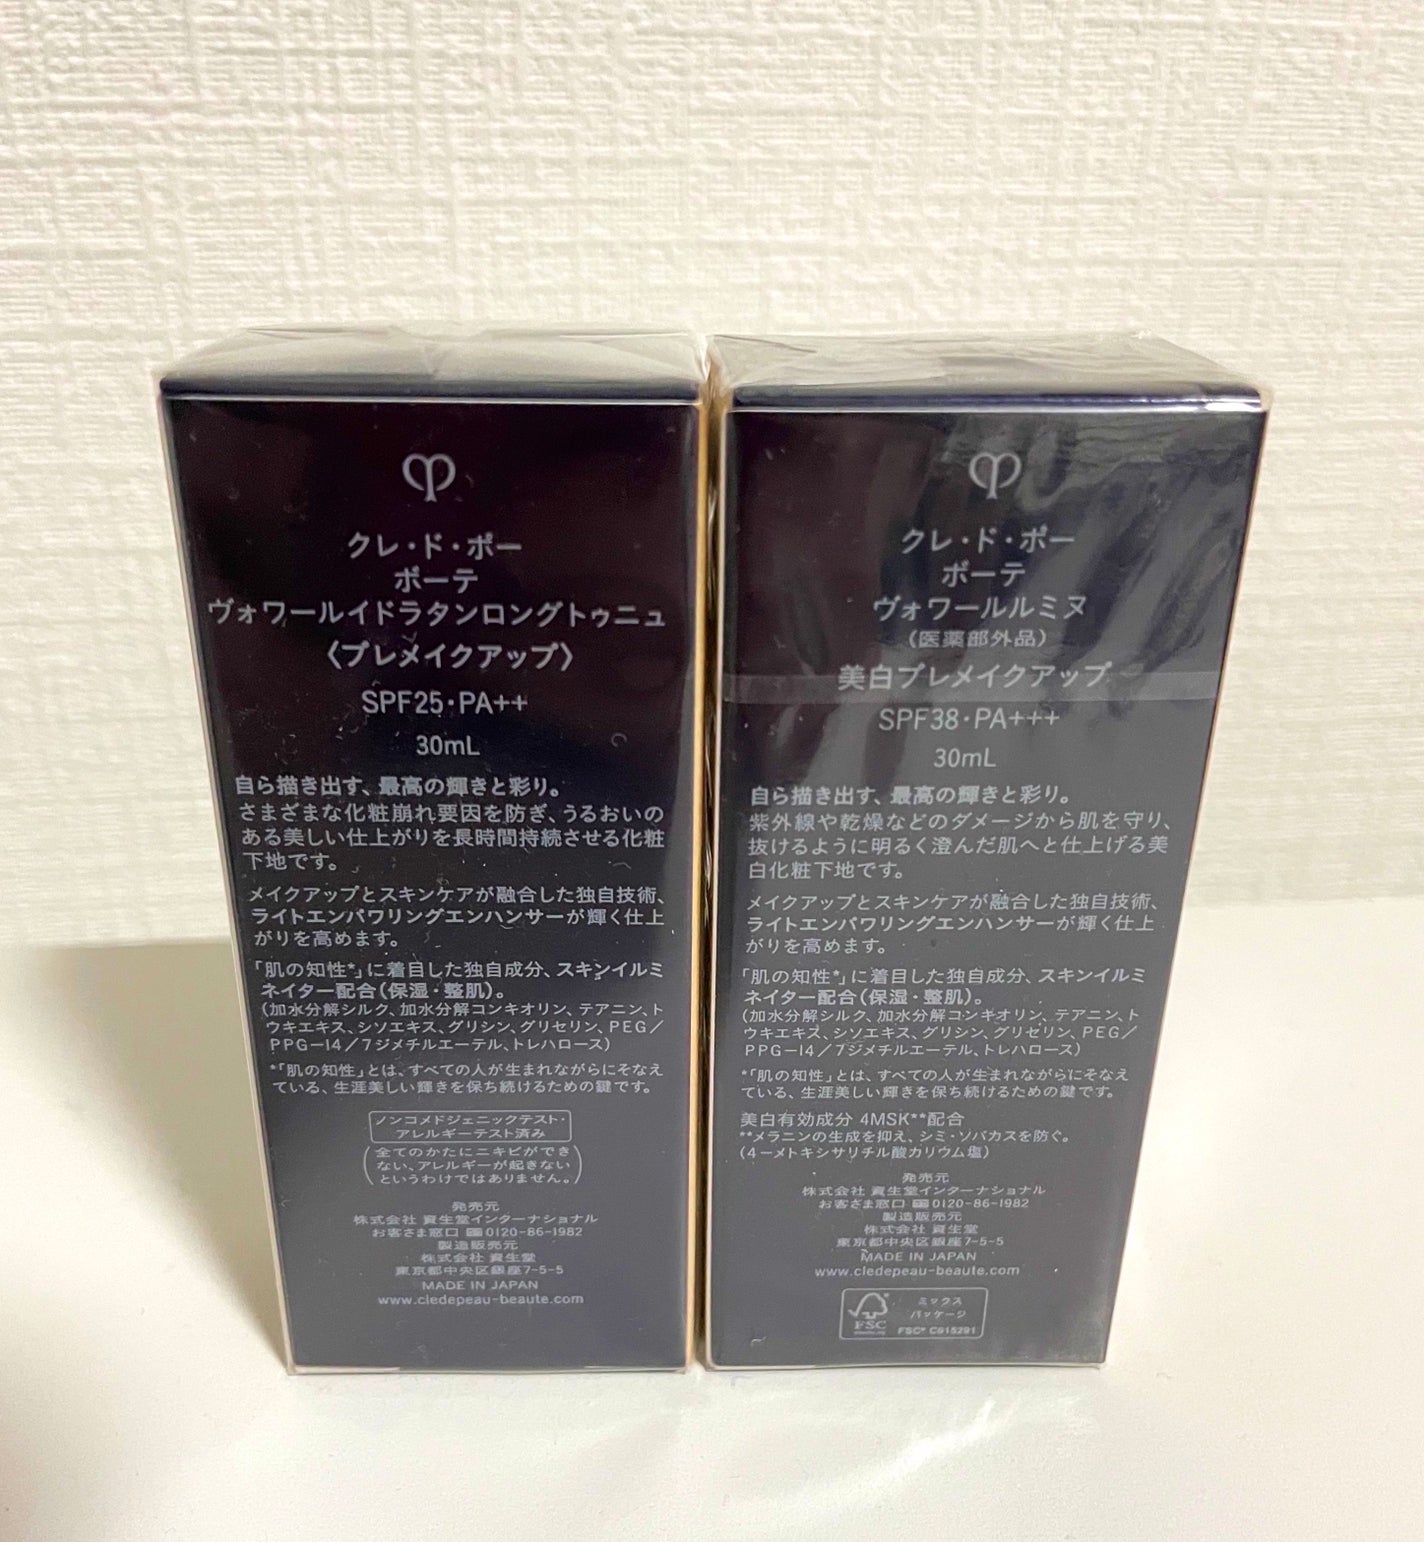 クレ・ド・ポー
ボーテ
ヴォワールイドラタンロングトゥニュ
〈プレメイクアップ〉
SPF25・PA++
30mL
自ら描き出す、最高の輝きと彩り。
さまざまな化粧崩れ要因を防ぎ、うるおいの
ある美しい仕上がりを長時間持続させる化粧
下地です。
メイクアップとスキンケアが融合した独自技術、
ライトエンパワリングエンハンサーが輝く仕上
がりを高めます。
「肌の知性*」に着目した独自成分、スキンイルミ
ネイター配合(保湿・整肌)。
(加水分解シルク、加水分解コンキオリン、テアニン、ト
ウキエキス、シソエキス、グリシン、グリセリン、PEG/
PPG-14/7ジメチルエーテル、トレハロース)
*「肌の知性」とは、すべての人が生まれながらにそなえ
ている、生涯美しい輝きを保ち続けるための鍵です。
ノンコメドジェニックテスト・
アレルギーテスト済み
(全てのかたにニキビができ
ない、アレルギーが起きない
というわけではありません。)
発売元
株式会社 資生堂インターナショナル
お客さま窓口 0120-86-1982
製造販売元
株式会社 資生堂
東京都中央区銀座7-5-5
MADE IN JAPAN
www.cledepeau-beaute.com
クレ・ド・ポー
ボーテ
ヴォワールルミヌ
(医薬部外品)
美白プレメイクアップ
SPF38・PA+++
30mL
自ら描き出す、最高の輝きと彩り。
紫外線や乾燥などのダメージから肌を守り、
抜けるように明るく澄んだ肌へと仕上げる美
白化粧下地です。
メイクアップとスキンケアが融合した独自技術、
ライトエンパワリングエンハンサーが輝く仕上
がりを高めます。
「肌の知性*」に着目した独自成分、スキンイルミ
ネイター配合(保湿・整肌)。
(加水分解シルク、加水分解コンキオリン、テアニン、ト
ウキエキス、シソエキス、グリシン、グリセリン、PEG/
PPG-14/7ジメチルエーテル、トレハロース)
*「肌の知性」とは、すべての人が生まれながらにそなえ
ている、生涯美しい輝きを保ち続けるための鍵です。
美白有効成分 4MSK**配合
**メラニンの生成を抑え、シミ・ソバカスを防ぐ。
(4-メトキシサリチル酸カリウム塩)
発売元
株式会社 資生堂インターナショナル
お客さま窓口 0120-86-1982
製造販売元
株式会社 資生堂
東京都中央区銀座7-5-5
MADE IN JAPAN
www.cledepeau-beaute.com
FSC
ミックス
パッケージ
FSC® C015291